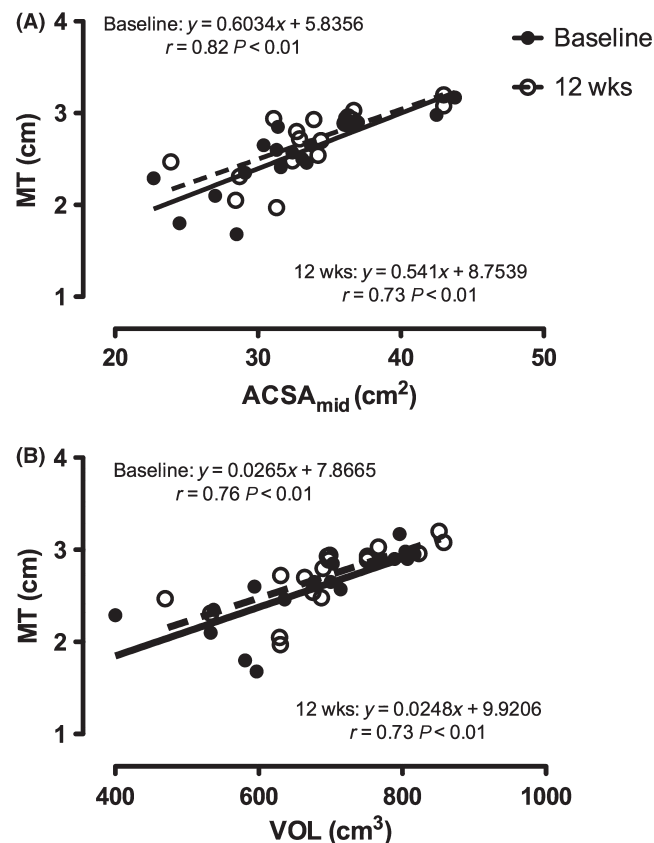 (A)
Baseline: y = 0.6034x + 5.8356
r = 0.82 P < 0.01
Baseline
12 wks
4
3
2
1
MT (cm)
12 wks: y = 0.541x + 8.7539
r = 0.73 P < 0.01
20 30 40 50
ACSAmid (cm²)
(B)
Baseline: y = 0.0265x + 7.8665
r = 0.76 P < 0.01
4
3
2
1
MT (cm)
12 wks: y = 0.0248x + 9.9206
r = 0.73 P < 0.01
400 600 800 1000
VOL (cm³)